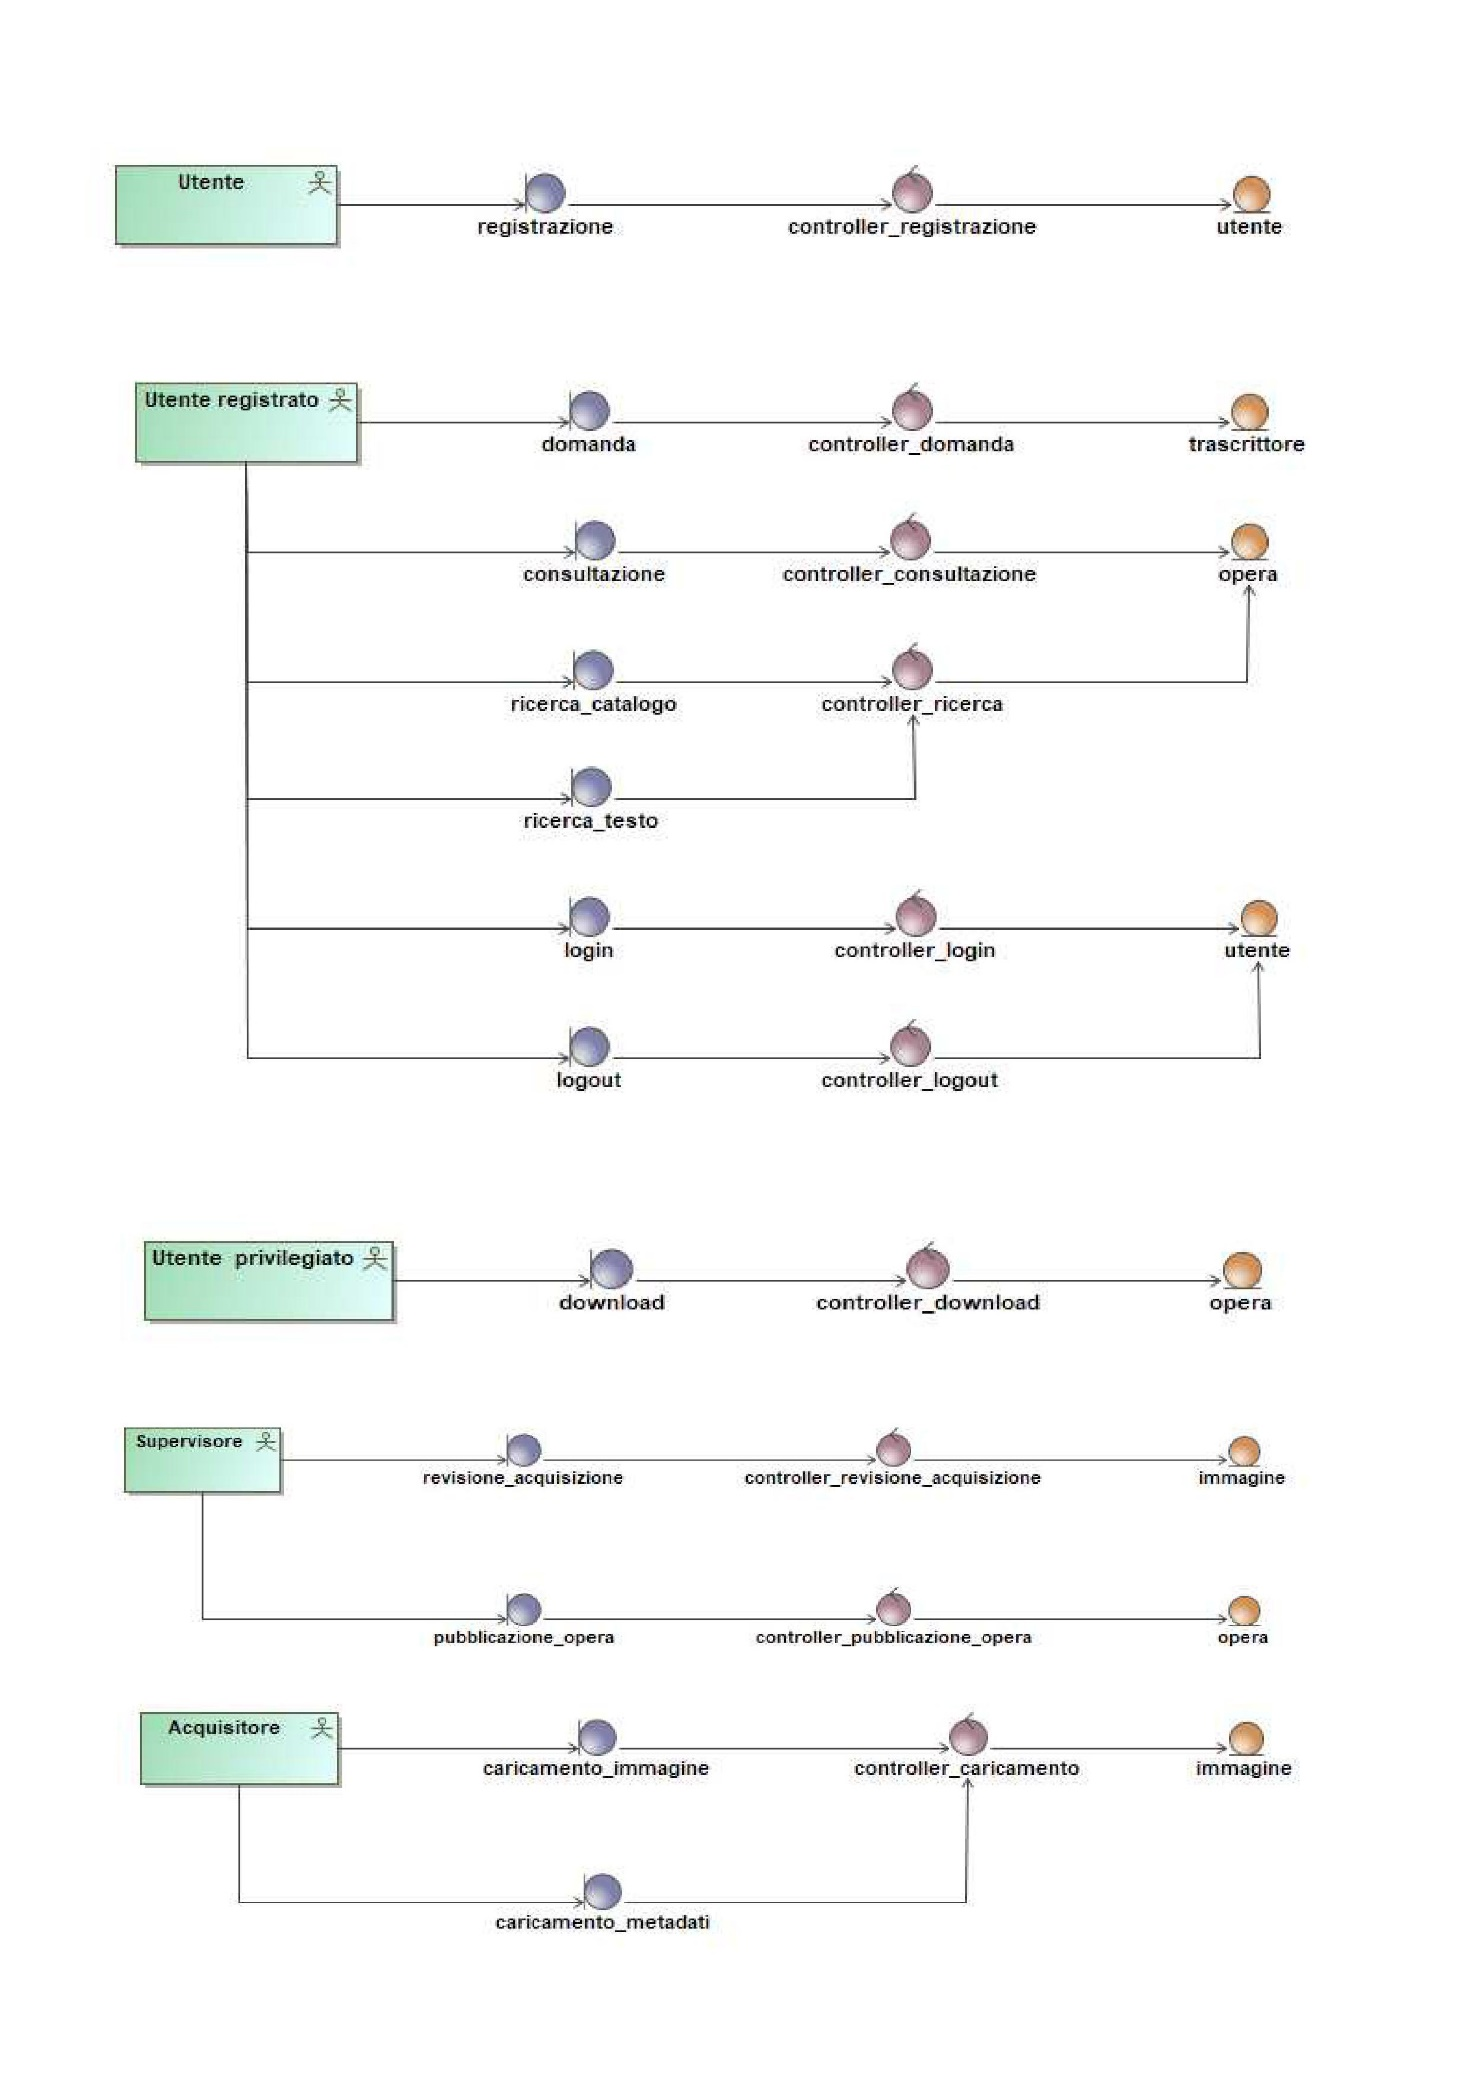 Utente
registrazione controller_registrazione utente
Utente registrato
domanda controller_domanda trascrittore
consultazione controller_consultazione opera
ricerca_catalogo controller_ricerca
ricerca_testo
login controller_login utente
logout controller_logout
Utente privilegiato
download controller_download opera
Supervisore
revisione_acquisizione controller_revisione_acquisizione immagine
pubblicazione_opera controller_pubblicazione_opera opera
Acquisitore
caricamento_immagine controller_caricamento immagine
caricamento_metadati